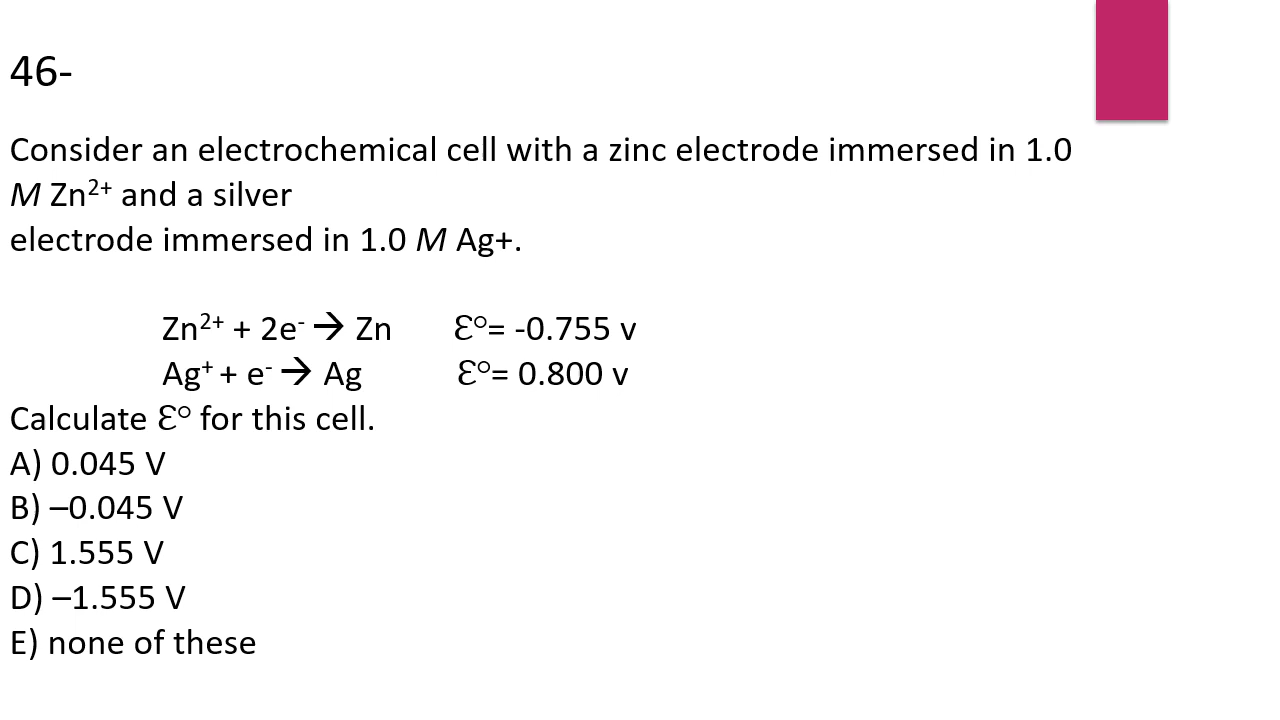 46-
Consider an electrochemical cell with a zinc electrode immersed in 1.0
M Zn²⁺ and a silver
electrode immersed in 1.0 M Ag+.
Zn²⁺ + 2e⁻ → Zn ℰ°= -0.755 v
Ag⁺ + e⁻ → Ag ℰ°= 0.800 v
Calculate ℰ° for this cell.
A) 0.045 V
B) –0.045 V
C) 1.555 V
D) –1.555 V
E) none of these